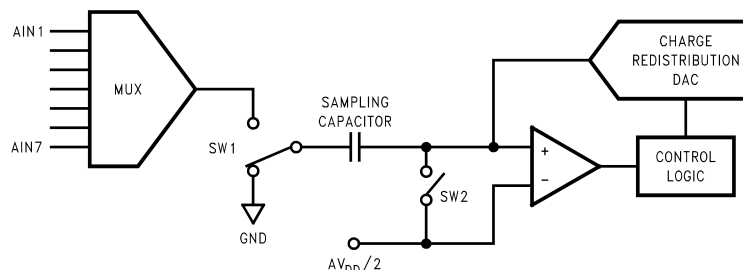 AIN1
MUX
AIN7
SW1
GND
SAMPLING
CAPACITOR
SW2
AVDD/2
+
−
CHARGE
REDISTRIBUTION
DAC
CONTROL
LOGIC